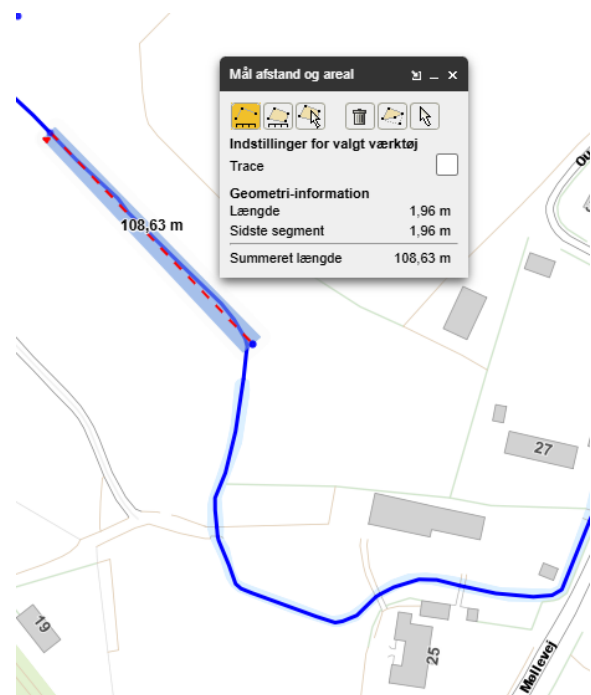 Mål afstand og areal
Indstillinger for valgt værktøj
Trace
Geometri-information
Længde 1,96 m
Sidste segment 1,96 m
Summeret længde 108,63 m
108,63 m
Ou
27
19
25
Møllevej